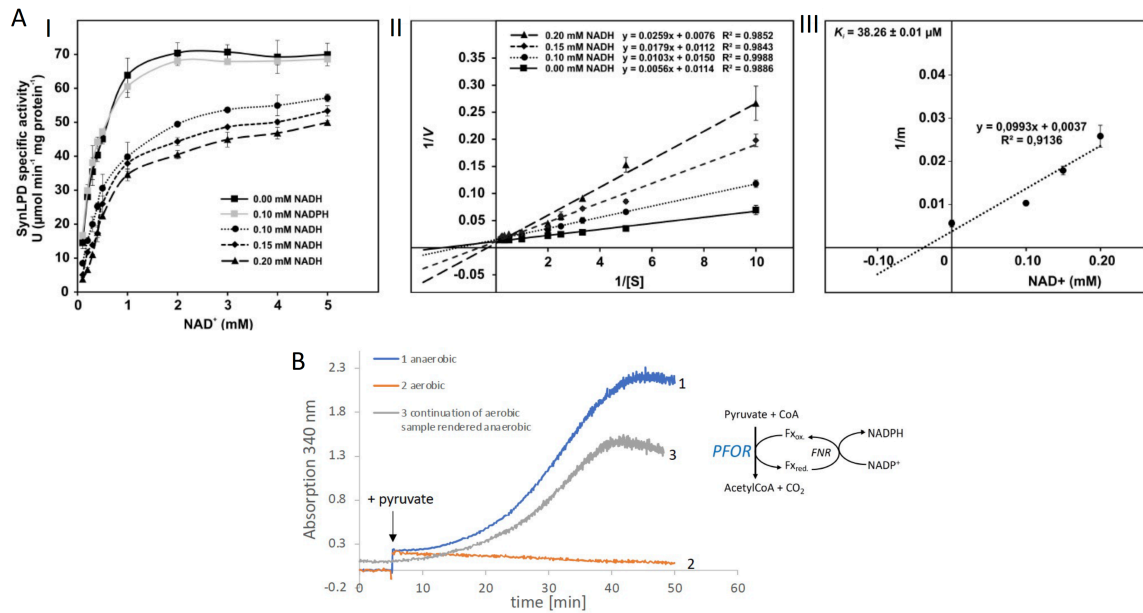 A
I
SynLPD specific activity
U (µmol min⁻¹ mg protein⁻¹)
70
60
50
40
30
20
10
0
0.00 mM NADH
0.10 mM NADPH
0.10 mM NADH
0.15 mM NADH
0.20 mM NADH
0 1 2 3 4 5
NAD⁺ (mM)
II
0.20 mM NADH y = 0.0259x + 0.0076 R² = 0.9852
0.15 mM NADH y = 0.0179x + 0.0112 R² = 0.9843
0.10 mM NADH y = 0.0103x + 0.0150 R² = 0.9988
0.00 mM NADH y = 0.0056x + 0.0114 R² = 0.9886
1/V
0.35
0.30
0.25
0.20
0.15
0.10
0.05
-0.05
0 2 4 6 8 10
1/[S]
III
Kᵢ = 38.26 ± 0.01 µM
1/m
0.04
0.03
0.02
0.01
y = 0,0993x + 0,0037
R² = 0,9136
-0.10 0 0.10 0.20
NAD+ (mM)
B
Absorption 340 nm
2.3
1.8
1.3
0.8
0.3
-0.2
1 anaerobic
2 aerobic
3 continuation of aerobic
sample rendered anaerobic
+ pyruvate
1
3
2
0 10 20 30 40 50 60
time [min]
Pyruvate + CoA
PFOR
Fxox.
FNR
NADPH
Fxred.
NADP⁺
AcetylCoA + CO₂